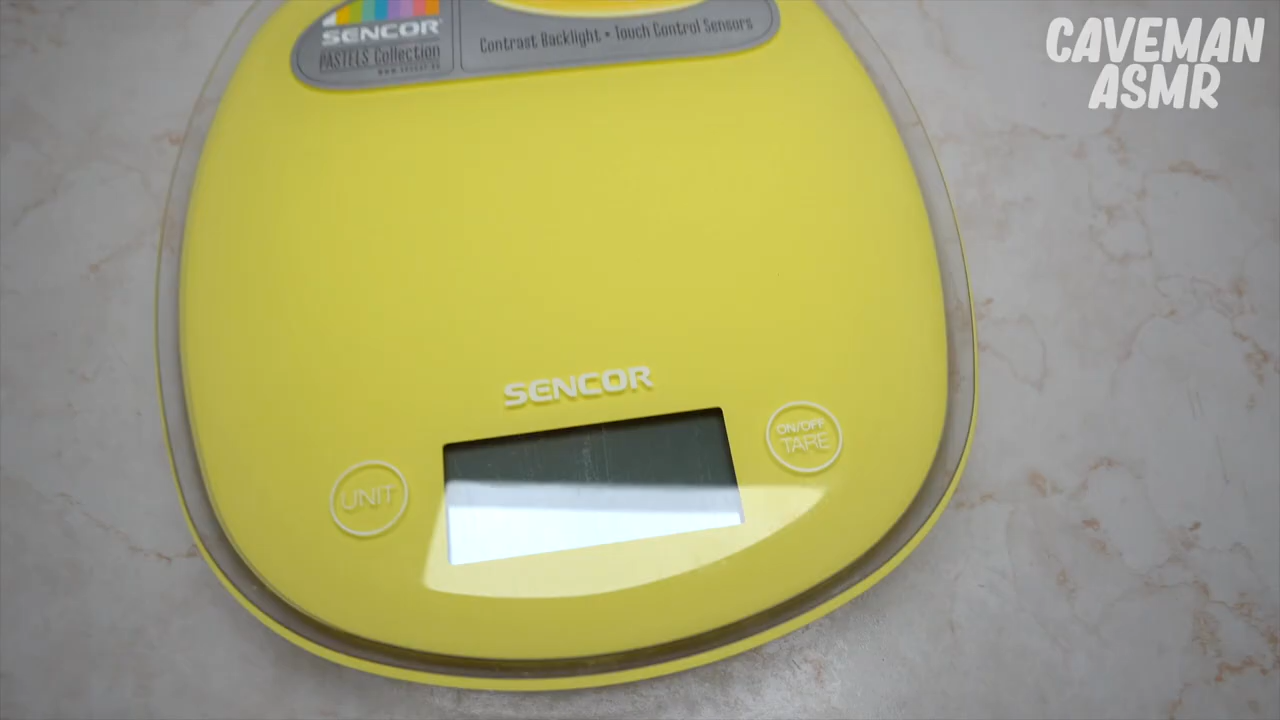 CAVEMAN
ASMR
SENCOR
PASTELS Collection
Contrast Backlight • Touch Control Sensors
SENCOR
UNIT
ON/OFF
TARE